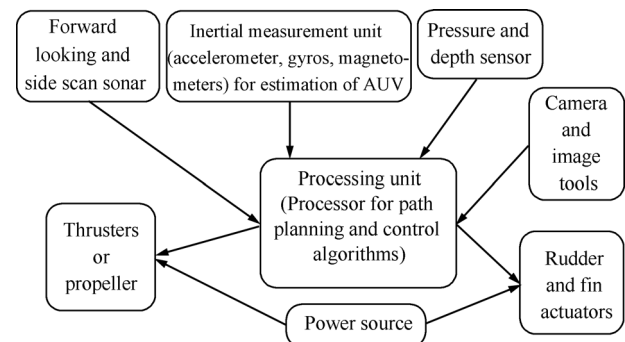 Forward
looking and
side scan sonar
Inertial measurement unit
(accelerometer, gyros, magneto-
meters) for estimation of AUV
Pressure and
depth sensor
Camera
and
image
tools
Processing unit
(Processor for path
planning and control
algorithms)
Thrusters
or
propeller
Rudder
and fin
actuators
Power source